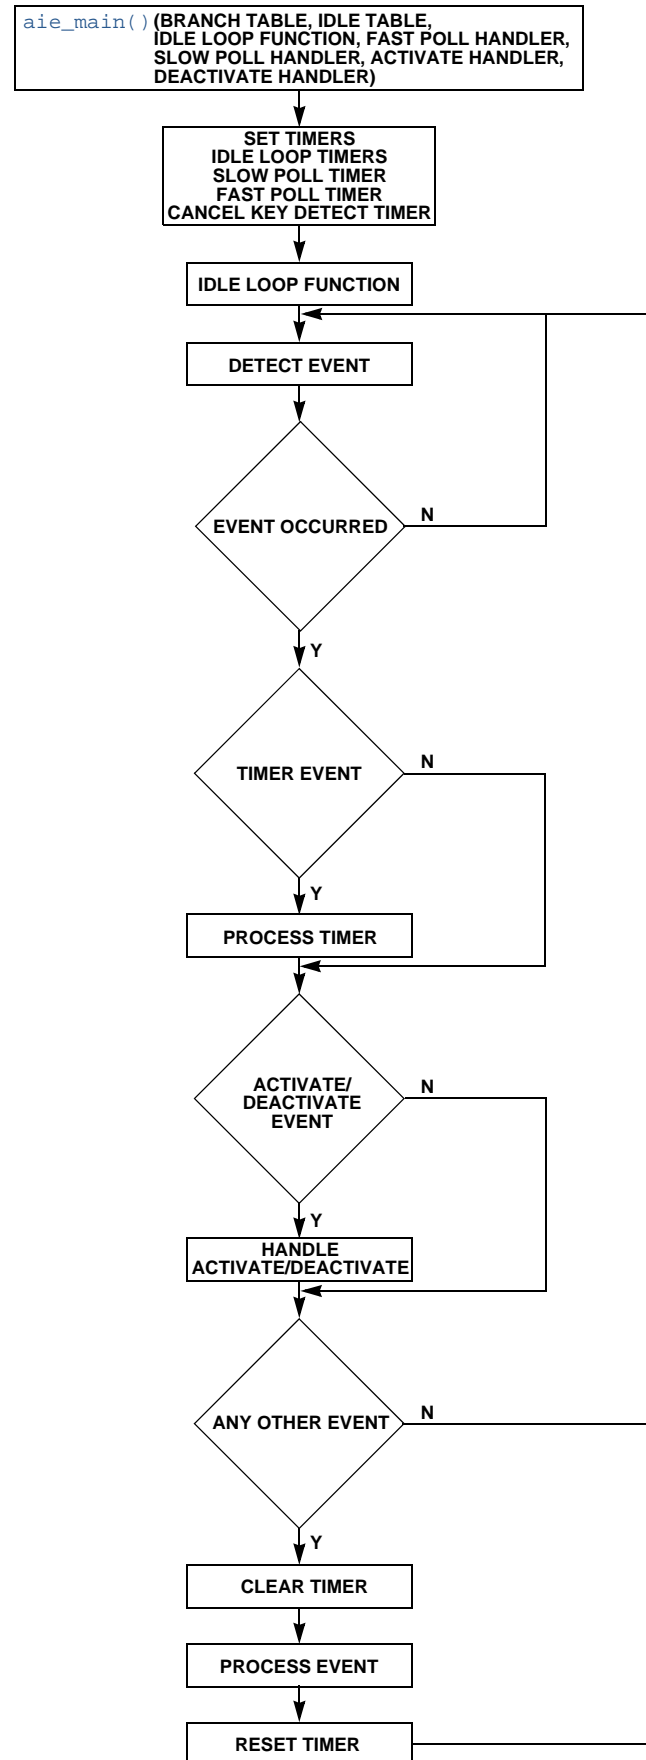 aie_main() (BRANCH TABLE, IDLE TABLE,
IDLE LOOP FUNCTION, FAST POLL HANDLER,
SLOW POLL HANDLER, ACTIVATE HANDLER,
DEACTIVATE HANDLER)
SET TIMERS
IDLE LOOP TIMERS
SLOW POLL TIMER
FAST POLL TIMER
CANCEL KEY DETECT TIMER
IDLE LOOP FUNCTION
DETECT EVENT
EVENT OCCURRED
N
Y
TIMER EVENT
N
Y
PROCESS TIMER
ACTIVATE/
DEACTIVATE
EVENT
N
Y
HANDLE
ACTIVATE/DEACTIVATE
ANY OTHER EVENT
N
Y
CLEAR TIMER
PROCESS EVENT
RESET TIMER